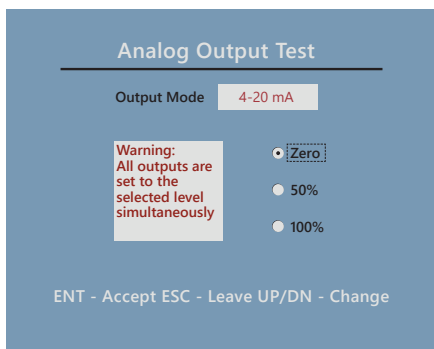 Analog Output Test
Output Mode 4-20 mA
Warning:
All outputs are
set to the
selected level
simultaneously
Zero
50%
100%
ENT - Accept ESC - Leave UP/DN - Change